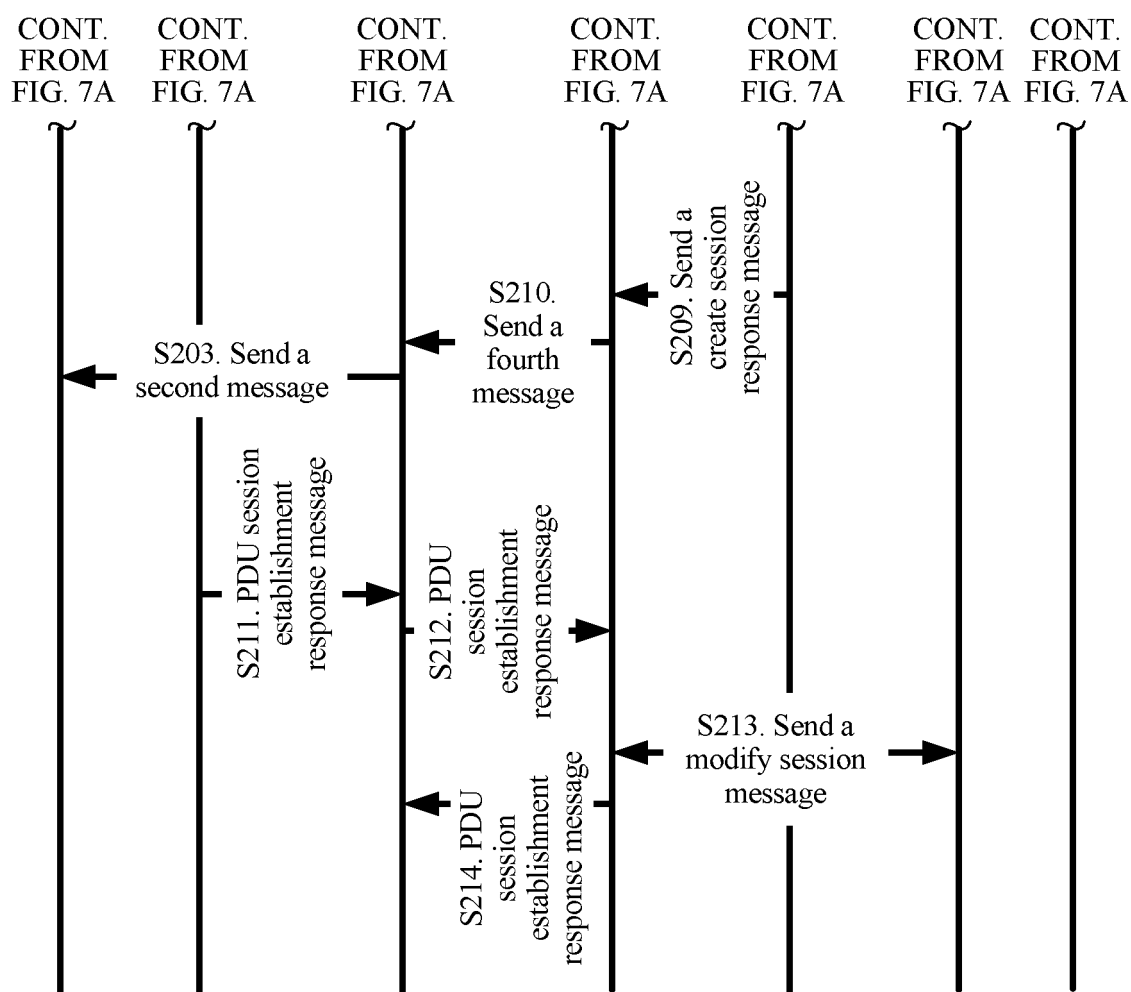 CONT.
FROM
FIG. 7A
CONT.
FROM
FIG. 7A
CONT.
FROM
FIG. 7A
CONT.
FROM
FIG. 7A
CONT.
FROM
FIG. 7A
CONT.
FROM
FIG. 7A
CONT.
FROM
FIG. 7A
S209. Send a
create session
response message
S210.
Send a
fourth
message
S203. Send a
second message
S211. PDU session
establishment
response message
S212. PDU
session
establishment
response message
S213. Send a
modify session
message
S214. PDU
session
establishment
response message